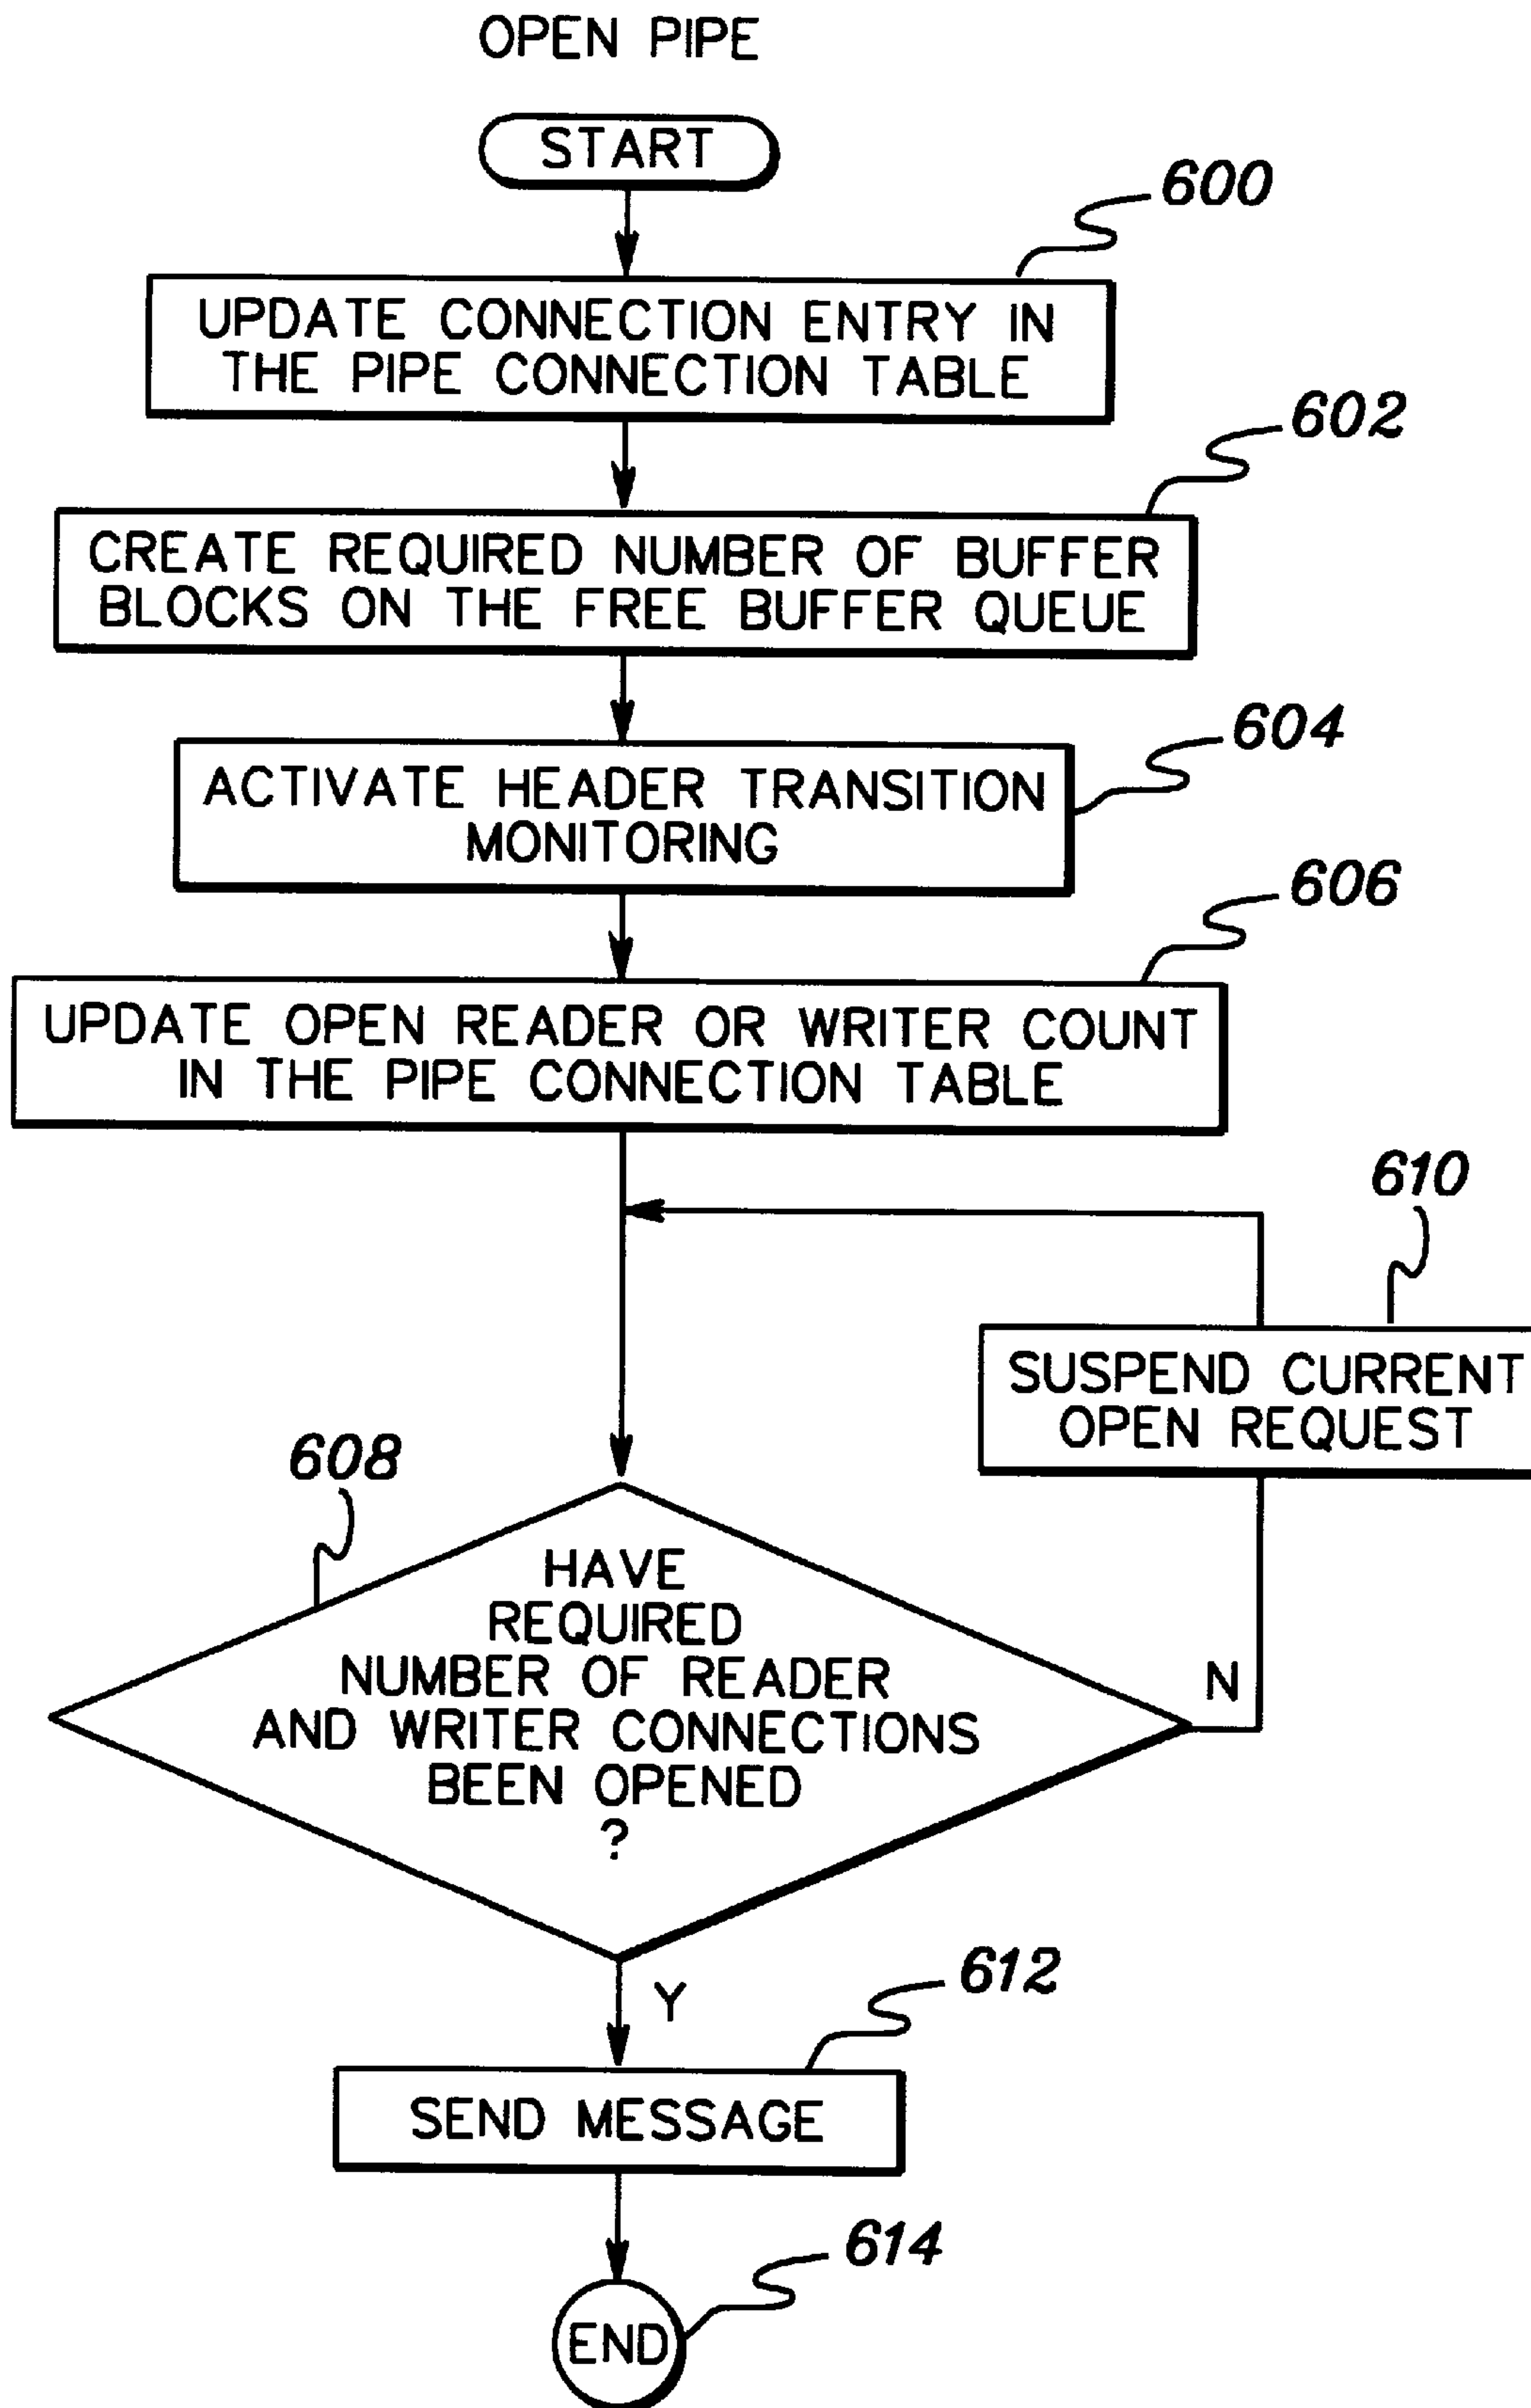 OPEN PIPE
START
600
UPDATE CONNECTION ENTRY IN
THE PIPE CONNECTION TABLE
602
CREATE REQUIRED NUMBER OF BUFFER
BLOCKS ON THE FREE BUFFER QUEUE
604
ACTIVATE HEADER TRANSITION
MONITORING
606
UPDATE OPEN READER OR WRITER COUNT
IN THE PIPE CONNECTION TABLE
610
SUSPEND CURRENT
OPEN REQUEST
608
HAVE
REQUIRED
NUMBER OF READER
AND WRITER CONNECTIONS
BEEN OPENED
?
N
Y
612
SEND MESSAGE
614
END